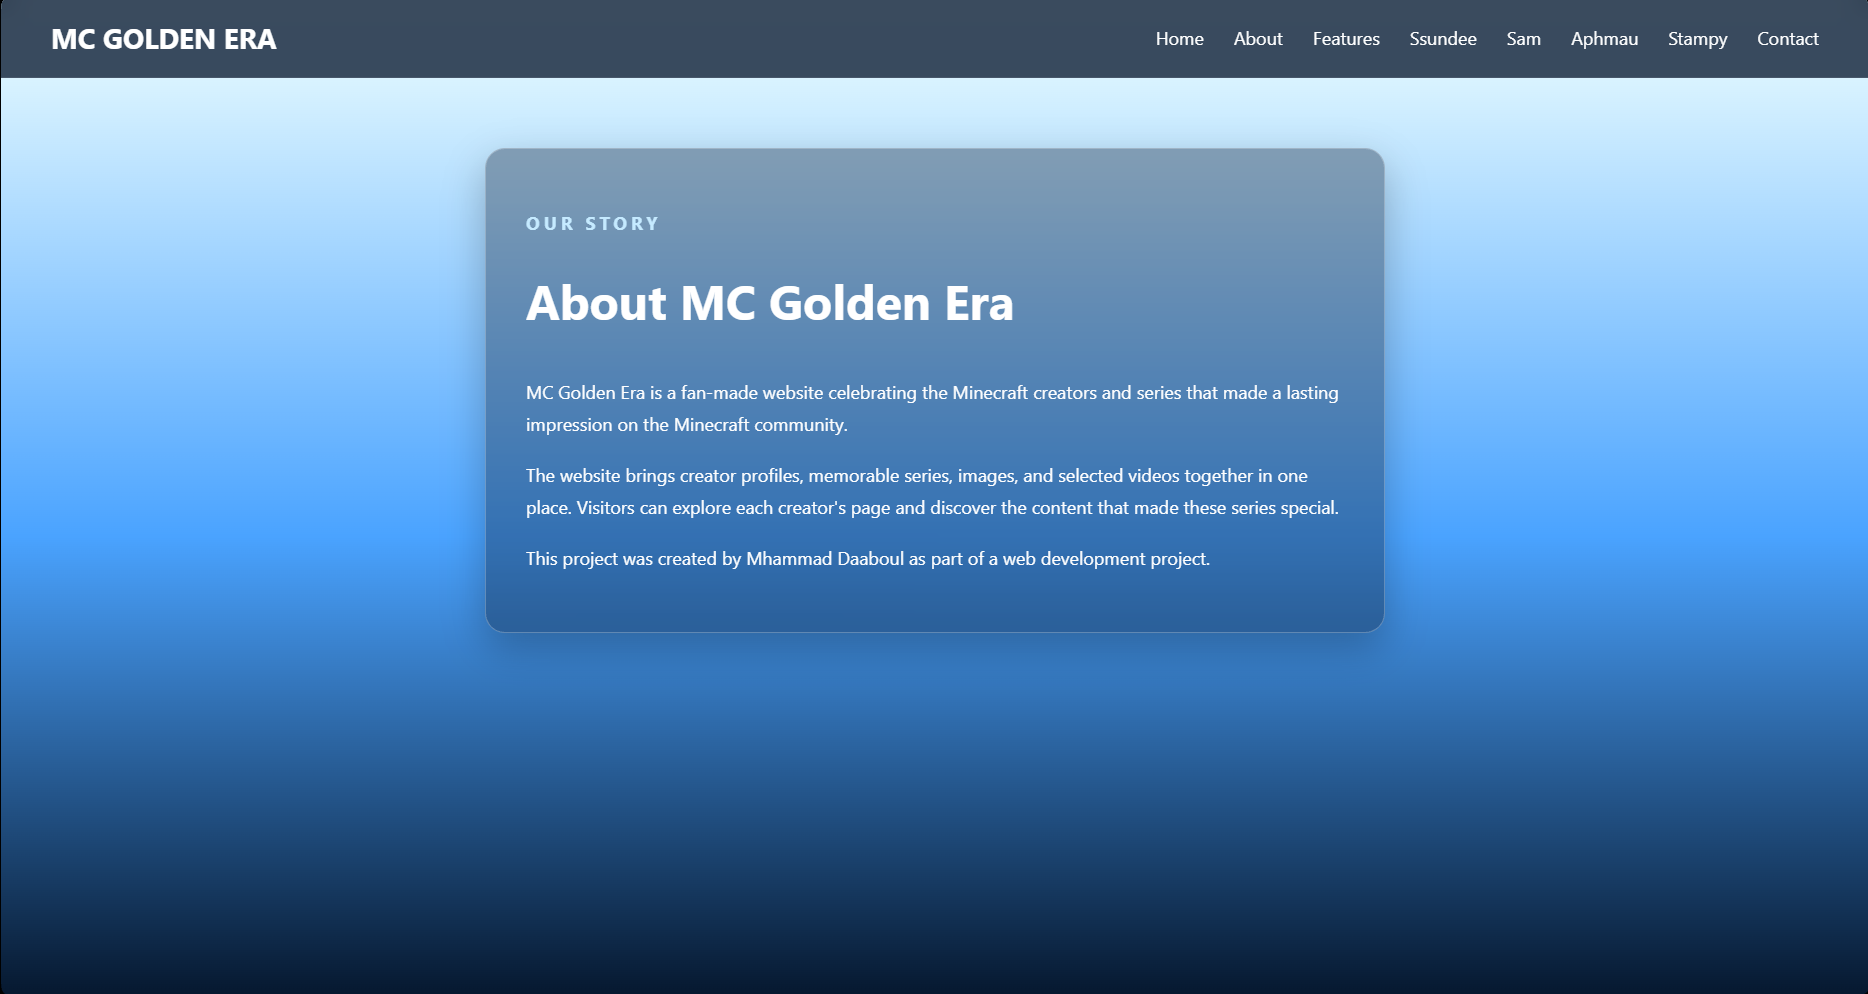 MC GOLDEN ERA
Home About Features Ssundee Sam Aphmau Stampy Contact
OUR STORY
About MC Golden Era
MC Golden Era is a fan-made website celebrating the Minecraft creators and series that made a lasting
impression on the Minecraft community.
The website brings creator profiles, memorable series, images, and selected videos together in one
place. Visitors can explore each creator's page and discover the content that made these series special.
This project was created by Mhammad Daaboul as part of a web development project.